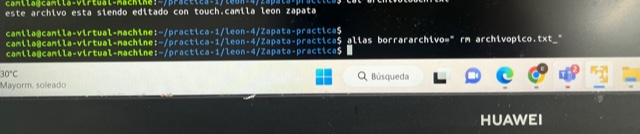 camila@camila-virtual-machine:~/practica-1/leon-4/Zapata-practica$ cat
este archivo esta siendo editado con touch.camila leon zapata
camila@camila-virtual-machine:~/practica-1/leon-4/Zapata-practica$
camila@camila-virtual-machine:~/practica-1/leon-4/Zapata-practica$ alias borrararchivo=" rm archivopico.txt_"
camila@camila-virtual-machine:~/practica-1/leon-4/Zapata-practica$
30°C
Mayorm. soleado
Búsqueda
HUAWEI